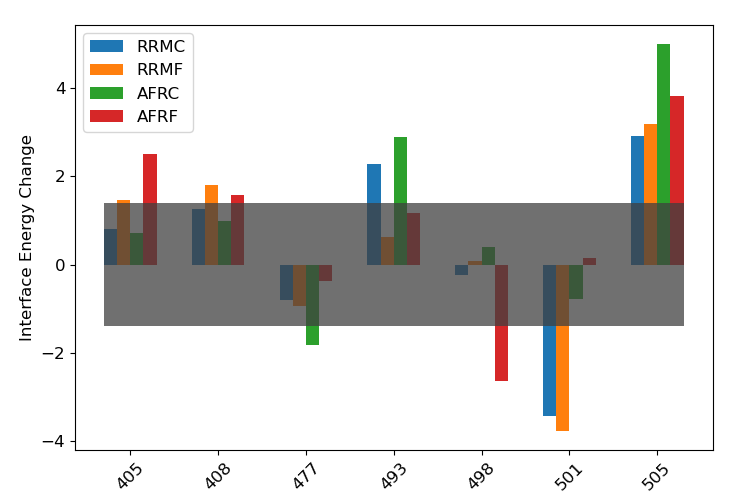 RRMC
RRMF
AFRC
AFRF
Interface Energy Change
4
2
0
−2
−4
405
408
477
493
498
501
505